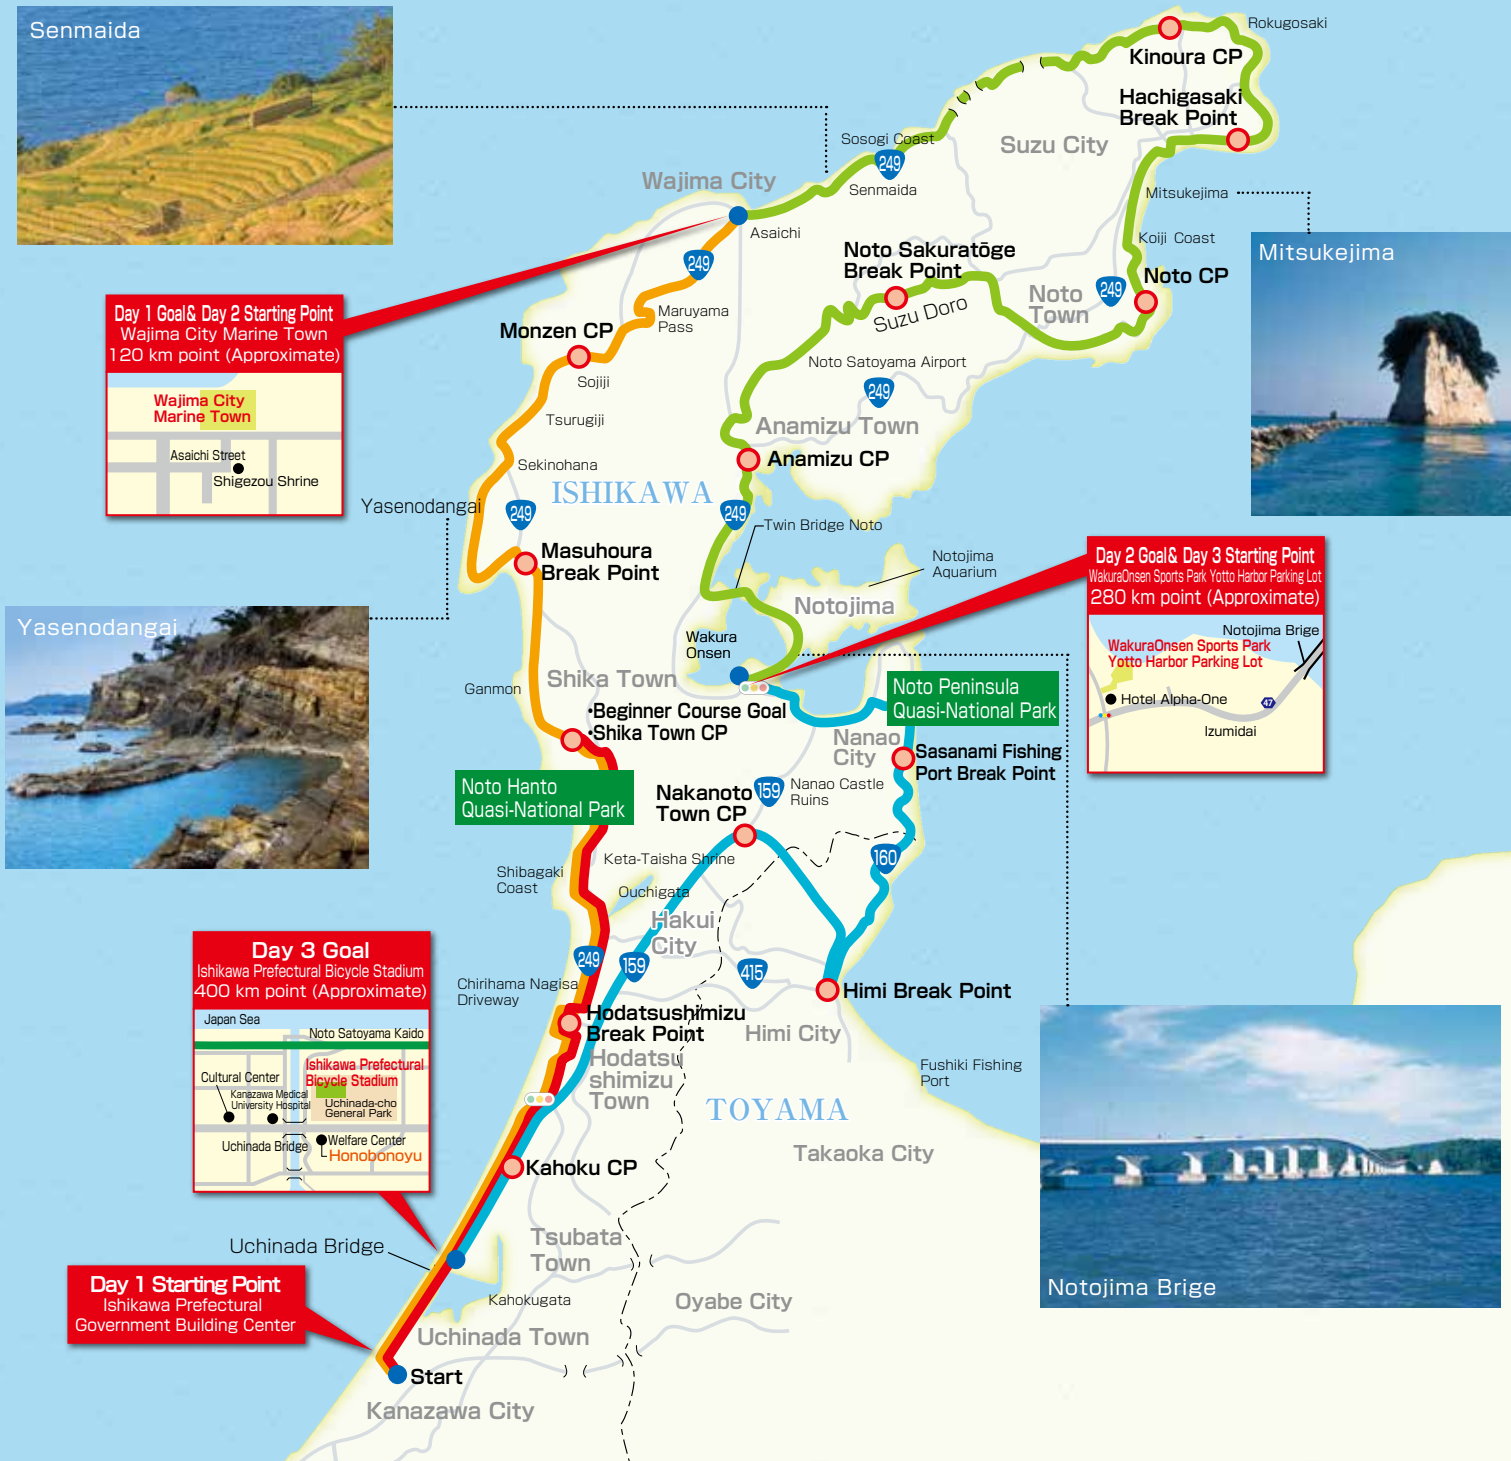 Senmaida
Rokugosaki
Kinoura CP
Hachigasaki
Break Point
Sosogi Coast
249
Suzu City
Senmaida
Wajima City
Mitsukejima
Asaichi
Koiji Coast
Mitsukejima
249
Noto Sakuratōge
Break Point
Noto CP
249
Noto
Town
Suzu Doro
Day 1 Goal& Day 2 Starting Point
Wajima City Marine Town
120 km point (Approximate)
Wajima City
Marine Town
Asaichi Street
Shigezou Shrine
Maruyama
Pass
Monzen CP
Sojiji
Noto Satoyama Airport
249
Tsurugiji
Anamizu Town
Anamizu CP
Sekinohana
ISHIKAWA
Yasenodangai
249
249
Twin Bridge Noto
Masuhoura
Break Point
Notojima
Aquarium
Day 2 Goal& Day 3 Starting Point
WakuraOnsen Sports Park Yotto Harbor Parking Lot
280 km point (Approximate)
Notojima Brige
WakuraOnsen Sports Park
Yotto Harbor Parking Lot
Hotel Alpha-One
47
Izumidai
Notojima
Yasenodangai
Wakura
Onsen
Shika Town
Ganmon
Noto Peninsula
Quasi-National Park
•Beginner Course Goal
•Shika Town CP
Nanao
City
Sasanami Fishing
Port Break Point
Noto Hanto
Quasi-National Park
Nakanoto
Town CP
159
Nanao Castle
Ruins
Keta-Taisha Shrine
160
Shibagaki
Coast
Ouchigata
Hakui
City
Day 3 Goal
Ishikawa Prefectural Bicycle Stadium
400 km point (Approximate)
Japan Sea
Noto Satoyama Kaido
Ishikawa Prefectural
Bicycle Stadium
Cultural Center
Kanazawa Medical
University Hospital
Uchinada-cho
General Park
Uchinada Bridge
Welfare Center
Honobonoyu
249
159
415
Chirihama Nagisa
Driveway
Himi Break Point
Hodatsushimizu
Break Point
Himi City
Hodatsu
shimizu
Town
Fushiki Fishing
Port
TOYAMA
Takaoka City
Kahoku CP
Tsubata
Town
Uchinada Bridge
Day 1 Starting Point
Ishikawa Prefectural
Government Building Center
Kahokugata
Oyabe City
Uchinada Town
Start
Kanazawa City
Notojima Brige